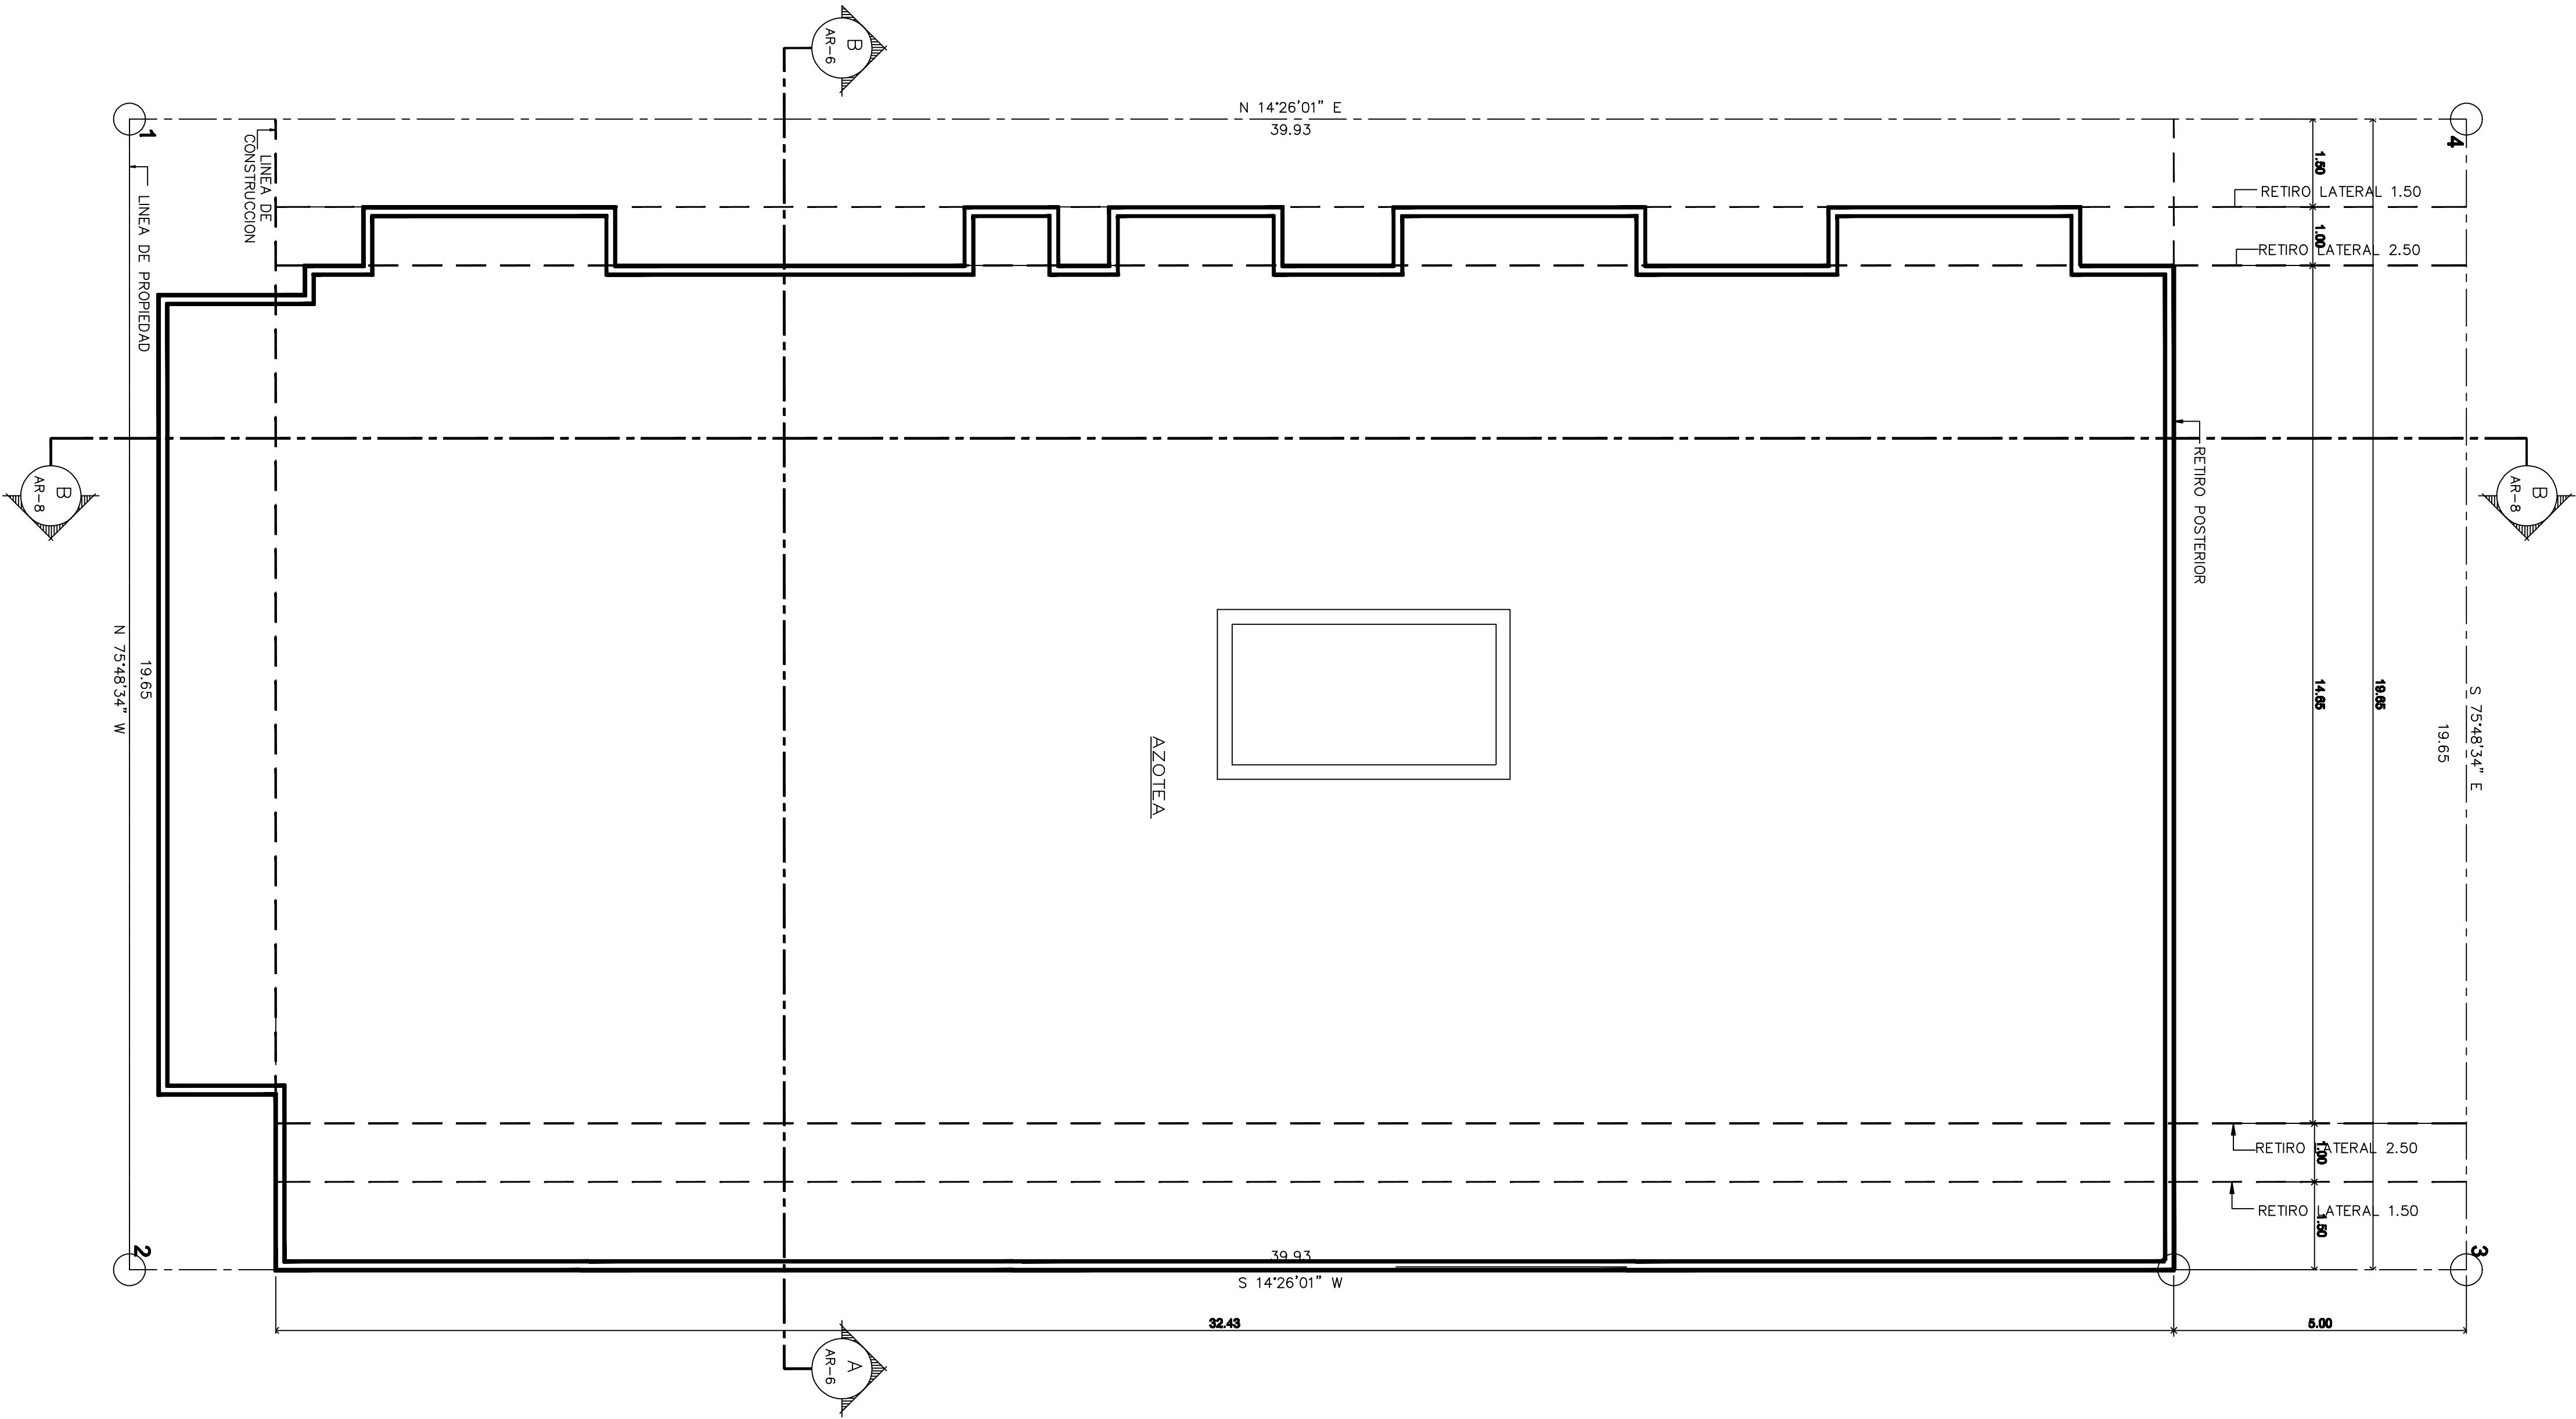 B
AR-6
N 14°26'01" E
39.93
1
4
LINEA DE
CONSTRUCCION
LINEA DE PROPIEDAD
1.50
RETIRO LATERAL 1.50
1.00
RETIRO LATERAL 2.50
B
AR-8
B
AR-8
RETIRO POSTERIOR
N 75°48'34" W
19.65
14.65
19.65
S 75°48'34" E
19.65
AZOTEA
RETIRO LATERAL 2.50
1.00
RETIRO LATERAL 1.50
1.50
2
3
39.93
S 14°26'01" W
32.43
5.00
A
AR-6